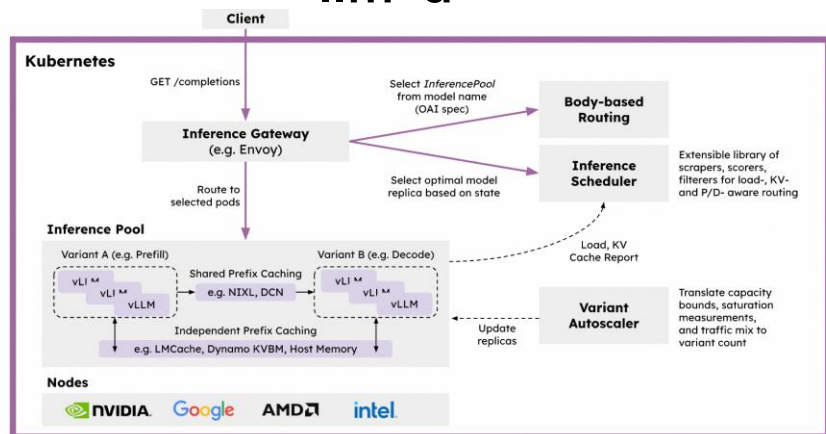 Client
Kubernetes
GET /completions
Select InferencePool
from model name
(OAI spec)
Body-based
Routing
Inference Gateway
(e.g. Envoy)
Inference
Scheduler
Extensible library of
scrapers, scorers,
filterers for load-, KV-
and P/D- aware routing
Select optimal model
replica based on state
Route to
selected pods
Inference Pool
Variant A (e.g. Prefill)
Variant B (e.g. Decode)
Load, KV
Cache Report
Shared Prefix Caching
vLLM
vLLM
vLLM
e.g. NIXL, DCN
vLLM
vLLM
vLLM
Independent Prefix Caching
e.g. LMCache, Dynamo KVBM, Host Memory
Update
replicas
Variant
Autoscaler
Translate capacity
bounds, saturation
measurements,
and traffic mix to
variant count
Nodes
NVIDIA.
Google
AMD
intel